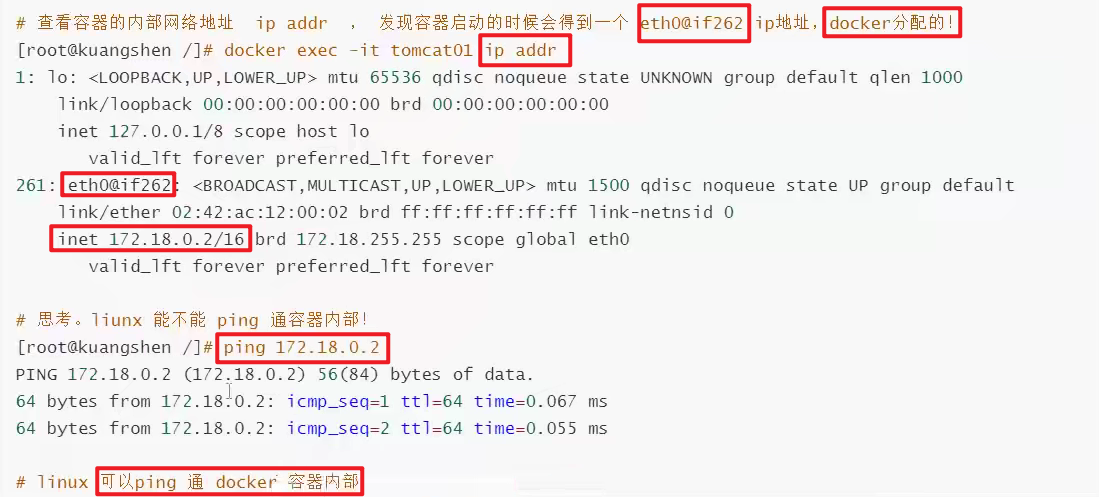 # 查看容器的内部网络地址 ip addr , 发现容器启动的时候会得到一个 eth0@if262 ip地址,docker分配的!
[root@kuangshen /]# docker exec -it tomcat01 ip addr
1: lo: <LOOPBACK,UP,LOWER_UP> mtu 65536 qdisc noqueue state UNKNOWN group default qlen 1000
link/loopback 00:00:00:00:00:00 brd 00:00:00:00:00:00
inet 127.0.0.1/8 scope host lo
valid_lft forever preferred_lft forever
261: eth0@if262: <BROADCAST,MULTICAST,UP,LOWER_UP> mtu 1500 qdisc noqueue state UP group default
link/ether 02:42:ac:12:00:02 brd ff:ff:ff:ff:ff:ff link-netnsid 0
inet 172.18.0.2/16 brd 172.18.255.255 scope global eth0
valid_lft forever preferred_lft forever
# 思考。liunx 能不能 ping 通容器内部!
[root@kuangshen /]# ping 172.18.0.2
PING 172.18.0.2 (172.18.0.2) 56(84) bytes of data.
64 bytes from 172.18.0.2: icmp_seq=1 ttl=64 time=0.067 ms
64 bytes from 172.18.0.2: icmp_seq=2 ttl=64 time=0.055 ms
# linux 可以ping 通 docker 容器内部